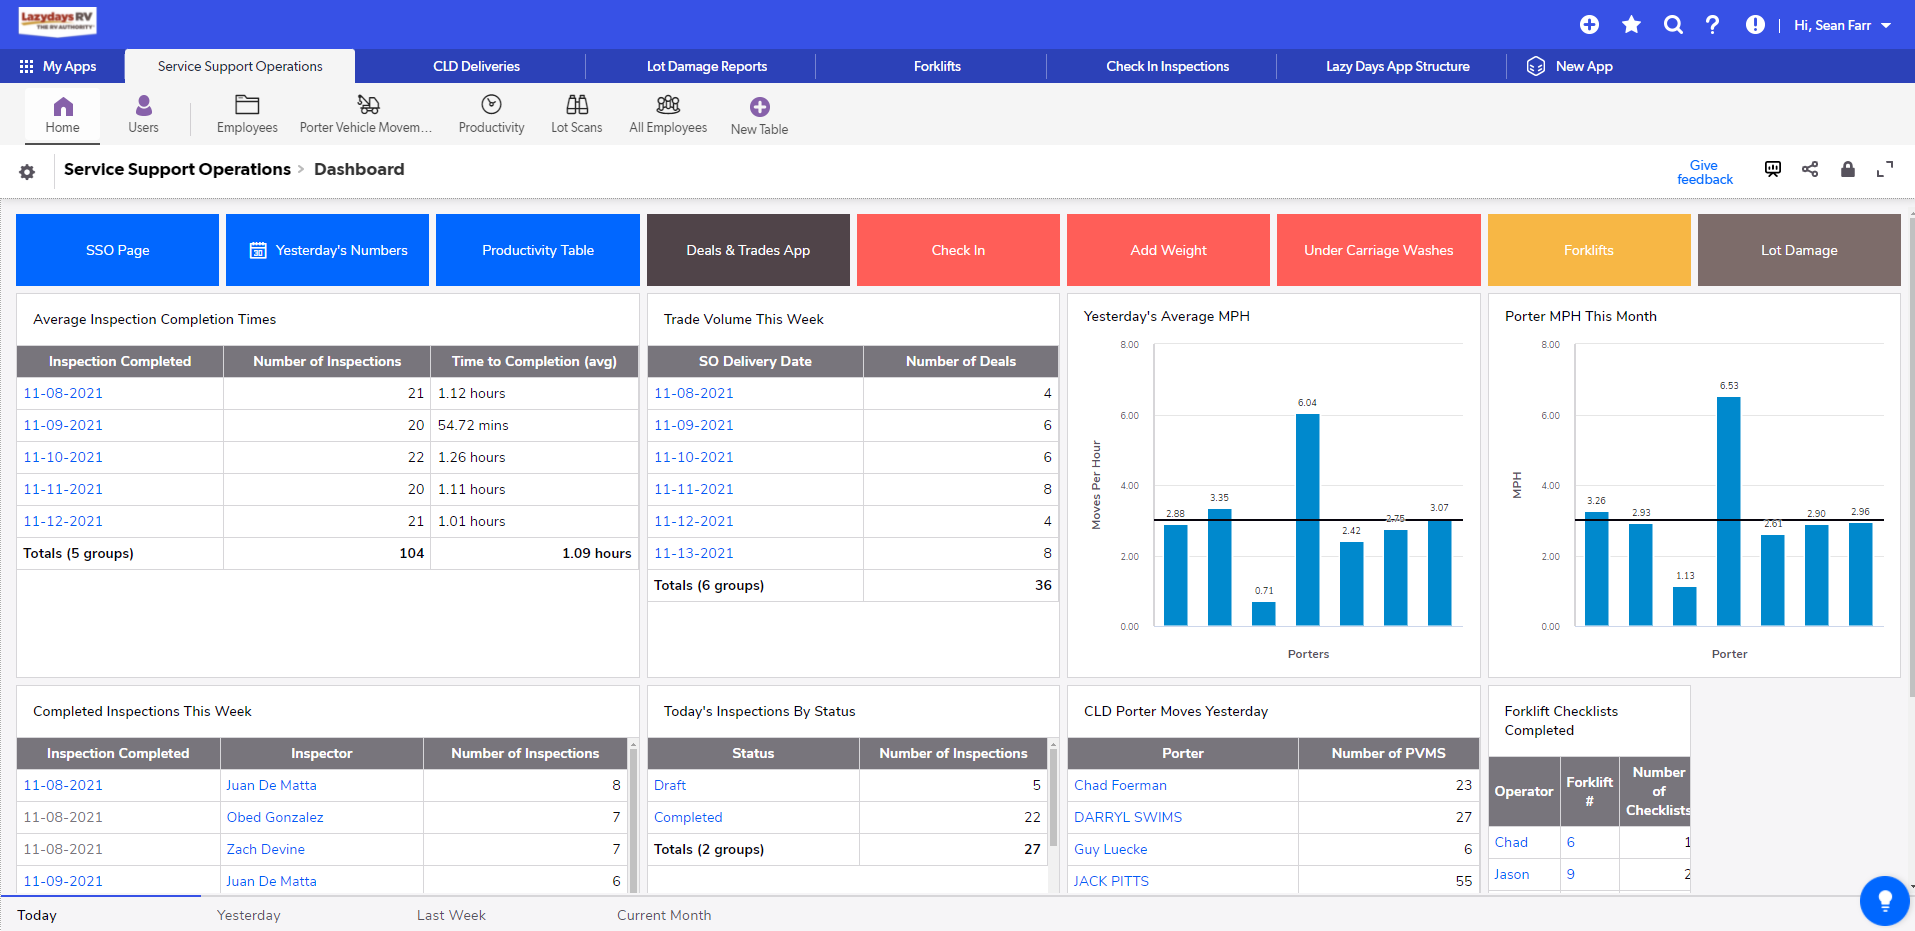 LazydaysRV
THE RV AUTHORITY
Hi, Sean Farr
My Apps
Service Support Operations
CLD Deliveries
Lot Damage Reports
Forklifts
Check In Inspections
Lazy Days App Structure
New App
Home
Users
Employees
Porter Vehicle Movem...
Productivity
Lot Scans
All Employees
New Table
Service Support Operations > Dashboard
Give
feedback
SSO Page
30
Yesterday's Numbers
Productivity Table
Deals & Trades App
Check In
Add Weight
Under Carriage Washes
Forklifts
Lot Damage
Average Inspection Completion Times
Inspection Completed Number of Inspections Time to Completion (avg)
11-08-2021 21 1.12 hours
11-09-2021 20 54.72 mins
11-10-2021 22 1.26 hours
11-11-2021 20 1.11 hours
11-12-2021 21 1.01 hours
Totals (5 groups) 104 1.09 hours
Trade Volume This Week
SO Delivery Date Number of Deals
11-08-2021 4
11-09-2021 6
11-10-2021 6
11-11-2021 8
11-12-2021 4
11-13-2021 8
Totals (6 groups) 36
Yesterday's Average MPH
Moves Per Hour
8.00
6.00
4.00
2.00
0.00
2.88
3.35
0.71
6.04
2.42
2.75
3.07
Porters
Porter MPH This Month
MPH
8.00
6.00
4.00
2.00
0.00
3.26
2.93
1.13
6.53
2.61
2.90
2.96
Porter
Completed Inspections This Week
Inspection Completed Inspector Number of Inspections
11-08-2021 Juan De Matta 8
11-08-2021 Obed Gonzalez 7
11-08-2021 Zach Devine 7
11-09-2021 Juan De Matta 6
Today's Inspections By Status
Status Number of Inspections
Draft 5
Completed 22
Totals (2 groups) 27
CLD Porter Moves Yesterday
Porter Number of PVMS
Chad Foerman 23
DARRYL SWIMS 27
Guy Luecke 6
JACK PITTS 55
Forklift Checklists
Completed
Operator
Forklift
#
Number
of
Checklists
Chad 6 1
Jason 9 2
Today
Yesterday
Last Week
Current Month